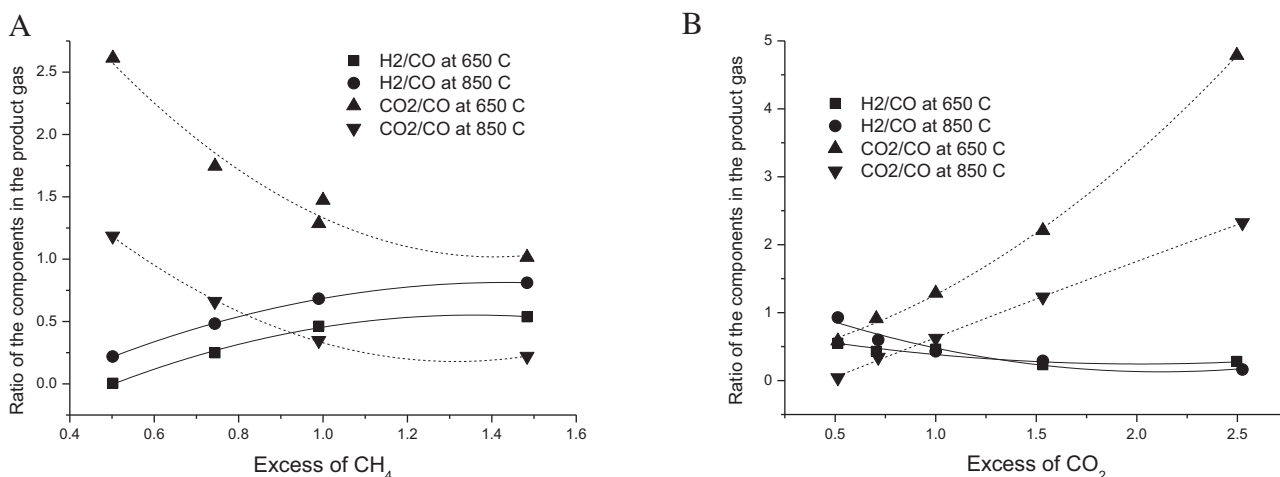 A
Ratio of the components in the product gas
2.5
2.0
1.5
1.0
0.5
0.0
H2/CO at 650 C
H2/CO at 850 C
CO2/CO at 650 C
CO2/CO at 850 C
0.4 0.6 0.8 1.0 1.2 1.4 1.6
Excess of CH4
B
Ratio of the components in the product gas
5
4
3
2
1
0
H2/CO at 650 C
H2/CO at 850 C
CO2/CO at 650 C
CO2/CO at 850 C
0.5 1.0 1.5 2.0 2.5
Excess of CO2